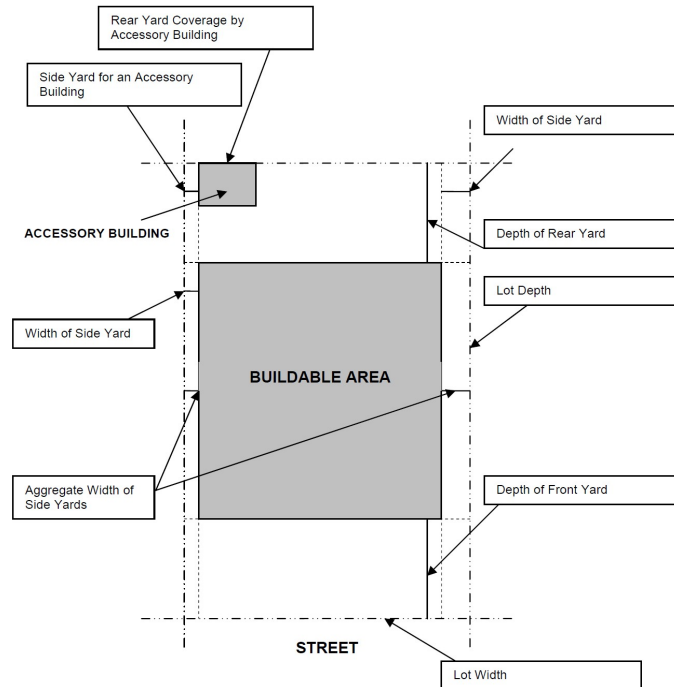 Rear Yard Coverage by
Accessory Building
Side Yard for an Accessory
Building
Width of Side Yard
ACCESSORY BUILDING
Depth of Rear Yard
Lot Depth
Width of Side Yard
BUILDABLE AREA
Aggregate Width of
Side Yards
Depth of Front Yard
STREET
Lot Width